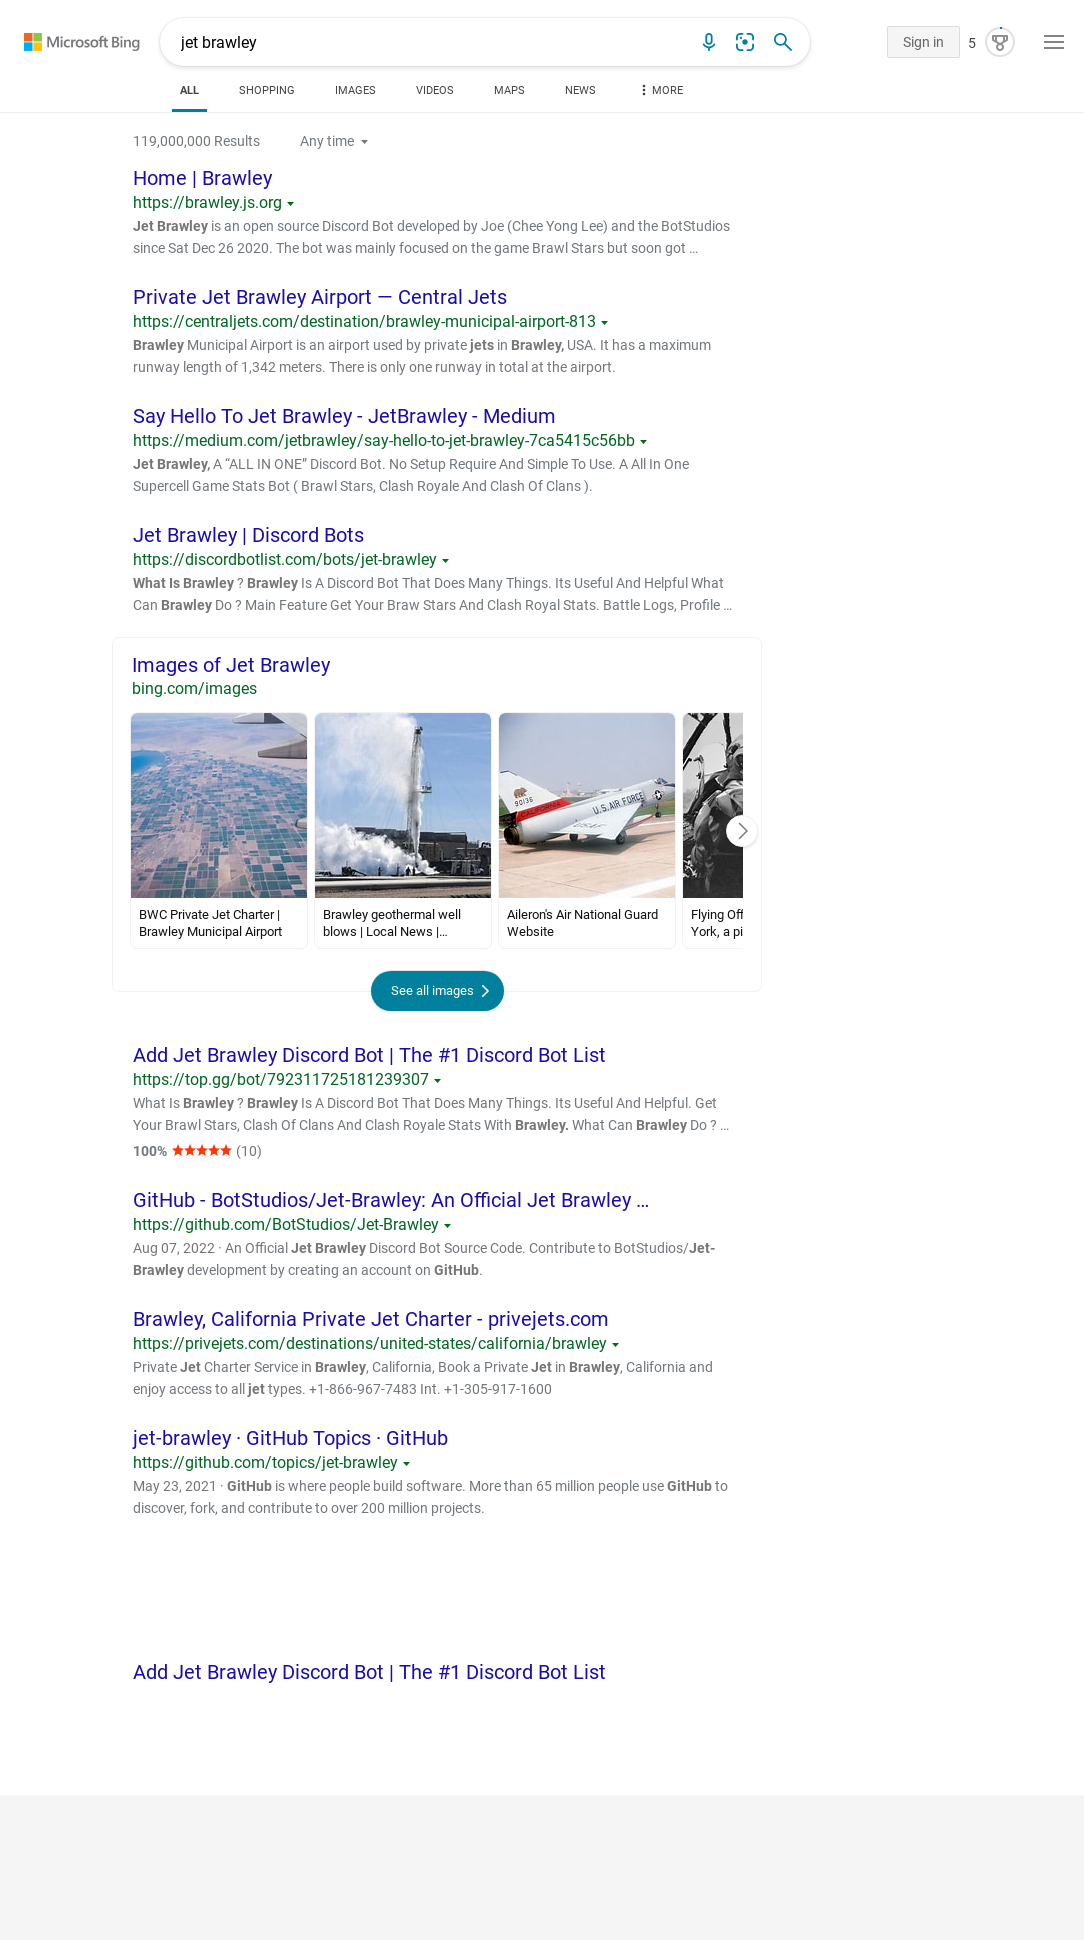 Microsoft Bing
jet brawley
Sign in
5
ALL
SHOPPING
IMAGES
VIDEOS
MAPS
NEWS
MORE
119,000,000 Results
Any time
Home | Brawley
https://brawley.js.org
Jet Brawley is an open source Discord Bot developed by Joe (Chee Yong Lee) and the BotStudios
since Sat Dec 26 2020. The bot was mainly focused on the game Brawl Stars but soon got …
Private Jet Brawley Airport — Central Jets
https://centraljets.com/destination/brawley-municipal-airport-813
Brawley Municipal Airport is an airport used by private jets in Brawley, USA. It has a maximum
runway length of 1,342 meters. There is only one runway in total at the airport.
Say Hello To Jet Brawley - JetBrawley - Medium
https://medium.com/jetbrawley/say-hello-to-jet-brawley-7ca5415c56bb
Jet Brawley, A “ALL IN ONE” Discord Bot. No Setup Require And Simple To Use. A All In One
Supercell Game Stats Bot ( Brawl Stars, Clash Royale And Clash Of Clans ).
Jet Brawley | Discord Bots
https://discordbotlist.com/bots/jet-brawley
What Is Brawley ? Brawley Is A Discord Bot That Does Many Things. Its Useful And Helpful What
Can Brawley Do ? Main Feature Get Your Braw Stars And Clash Royal Stats. Battle Logs, Profile …
Images of Jet Brawley
bing.com/images
90136
CALIFORNIA
U.S. AIR FORCE
BWC Private Jet Charter |
Brawley Municipal Airport
Brawley geothermal well
blows | Local News |…
Aileron's Air National Guard
Website
Flying Off
York, a pi
See all images
Add Jet Brawley Discord Bot | The #1 Discord Bot List
https://top.gg/bot/792311725181239307
What Is Brawley ? Brawley Is A Discord Bot That Does Many Things. Its Useful And Helpful. Get
Your Brawl Stars, Clash Of Clans And Clash Royale Stats With Brawley. What Can Brawley Do ? …
100% ★★★★★ (10)
GitHub - BotStudios/Jet-Brawley: An Official Jet Brawley …
https://github.com/BotStudios/Jet-Brawley
Aug 07, 2022 · An Official Jet Brawley Discord Bot Source Code. Contribute to BotStudios/Jet-
Brawley development by creating an account on GitHub.
Brawley, California Private Jet Charter - privejets.com
https://privejets.com/destinations/united-states/california/brawley
Private Jet Charter Service in Brawley, California, Book a Private Jet in Brawley, California and
enjoy access to all jet types. +1-866-967-7483 Int. +1-305-917-1600
jet-brawley · GitHub Topics · GitHub
https://github.com/topics/jet-brawley
May 23, 2021 · GitHub is where people build software. More than 65 million people use GitHub to
discover, fork, and contribute to over 200 million projects.
Add Jet Brawley Discord Bot | The #1 Discord Bot List